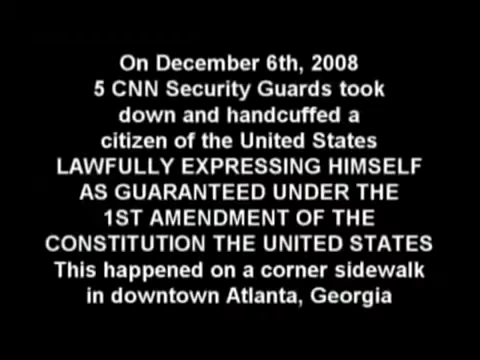 On December 6th, 2008
5 CNN Security Guards took
down and handcuffed a
citizen of the United States
LAWFULLY EXPRESSING HIMSELF
AS GUARANTEED UNDER THE
1ST AMENDMENT OF THE
CONSTITUTION THE UNITED STATES
This happened on a corner sidewalk
in downtown Atlanta, Georgia